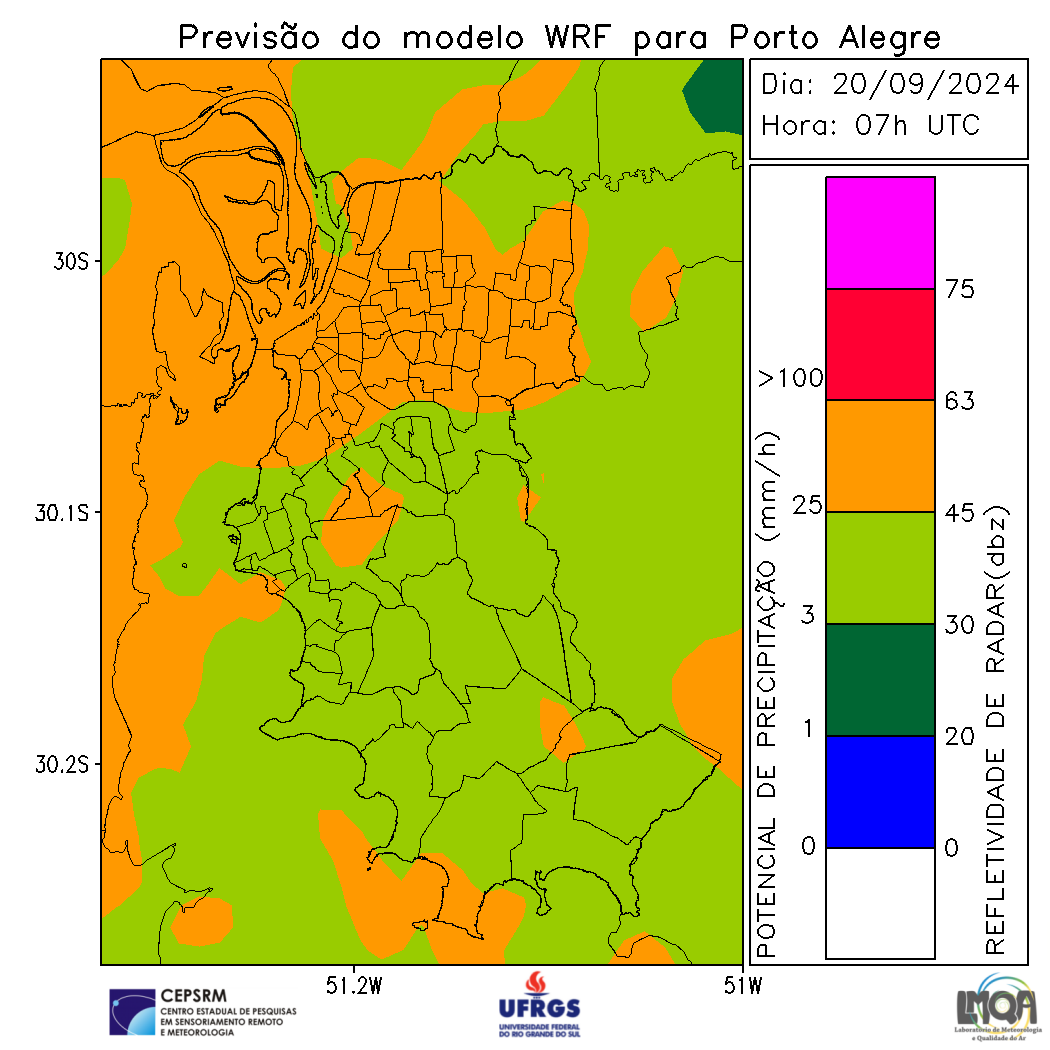 Previsão do modelo WRF para Porto Alegre
Dia: 20/09/2024
Hora: 07h UTC
30S
30.1S
30.2S
51.2W
51W
POTENCIAL DE PRECIPITAÇÃO (mm/h)
>100
25
3
1
0
75
63
45
30
20
0
REFLETIVIDADE DE RADAR(dbz)
CEPSRM
CENTRO ESTADUAL DE PESQUISAS
EM SENSORIAMENTO REMOTO
E METEOROLOGIA
UFRGS
UNIVERSIDADE FEDERAL
DO RIO GRANDE DO SUL
LMQA
Laboratório de Meteorologia
e Qualidade do Ar